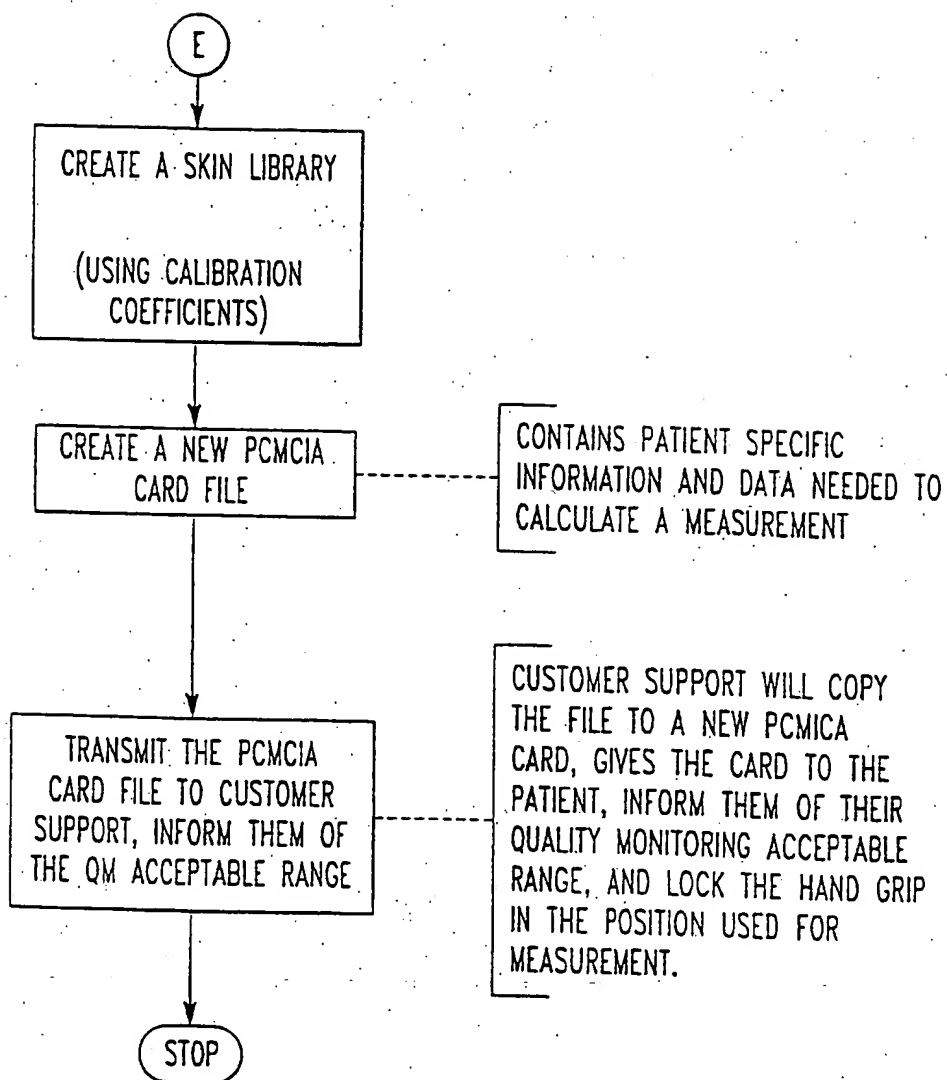 E
CREATE A SKIN LIBRARY
(USING CALIBRATION
COEFFICIENTS)
CREATE A NEW PCMCIA
CARD FILE
CONTAINS PATIENT SPECIFIC
INFORMATION AND DATA NEEDED TO
CALCULATE A MEASUREMENT
TRANSMIT THE PCMCIA
CARD FILE TO CUSTOMER
SUPPORT, INFORM THEM OF
THE QM ACCEPTABLE RANGE
CUSTOMER SUPPORT WILL COPY
THE FILE TO A NEW PCMICA
CARD, GIVES THE CARD TO THE
PATIENT, INFORM THEM OF THEIR
QUALITY MONITORING ACCEPTABLE
RANGE, AND LOCK THE HAND GRIP
IN THE POSITION USED FOR
MEASUREMENT.
STOP